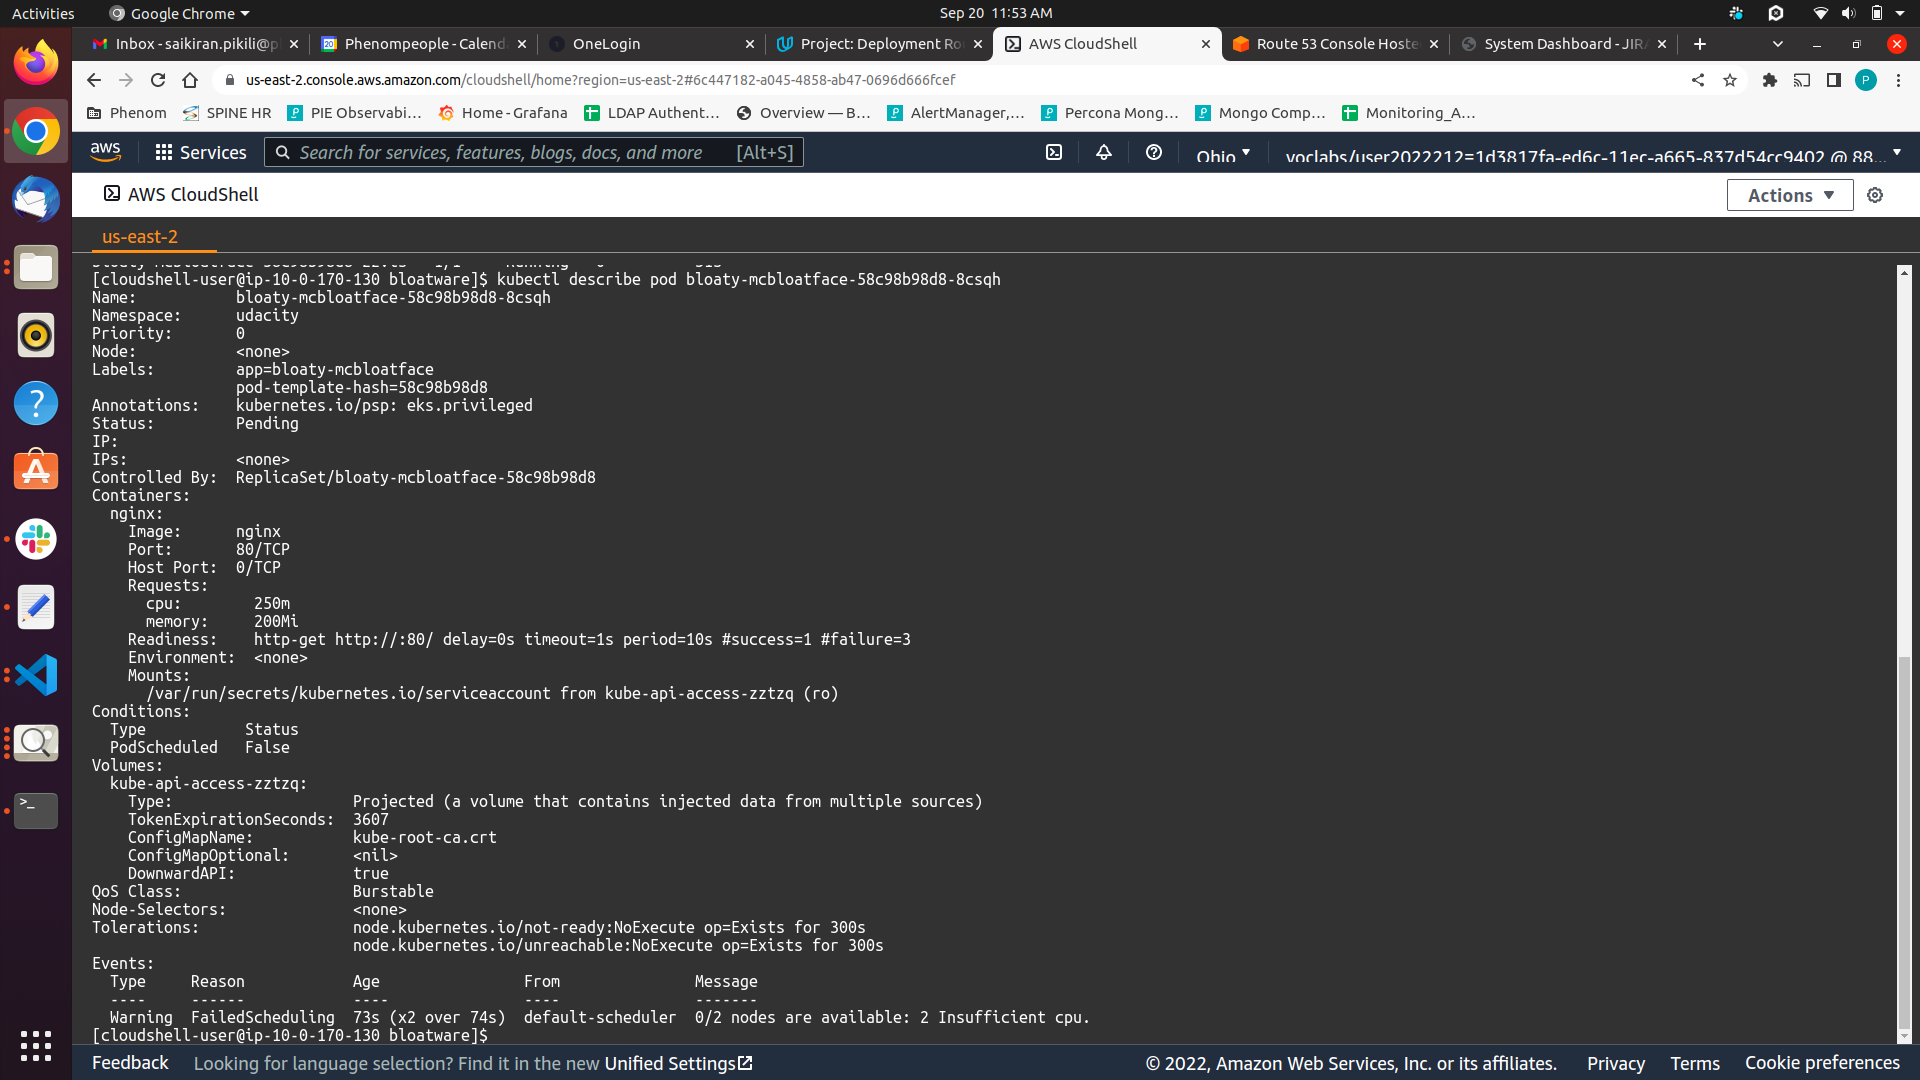 Activities
Google Chrome
Sep 20 11:53 AM
Inbox - saikiran.pikili@p
Phenompeople - Calend
OneLogin
Project: Deployment Ro
AWS CloudShell
Route 53 Console Hoste
System Dashboard - JIRA
us-east-2.console.aws.amazon.com/cloudshell/home?region=us-east-2#6c447182-a045-4858-ab47-0696d666fcef
P
Phenom
SPINE HR
PIE Observabi...
Home - Grafana
LDAP Authent...
Overview — B...
AlertManager,...
Percona Mong...
Mongo Comp...
Monitoring_A...
aws
Services
Search for services, features, blogs, docs, and more
[Alt+S]
Ohio
voclabs/user2022212=1d3817fa-ed6c-11ec-a665-837d54cc9402 @ 88...
AWS CloudShell
Actions
us-east-2
[cloudshell-user@ip-10-0-170-130 bloatware]$ kubectl describe pod bloaty-mcbloatface-58c98b98d8-8csqh
Name: bloaty-mcbloatface-58c98b98d8-8csqh
Namespace: udacity
Priority: 0
Node: <none>
Labels: app=bloaty-mcbloatface
pod-template-hash=58c98b98d8
Annotations: kubernetes.io/psp: eks.privileged
Status: Pending
IP:
IPs: <none>
Controlled By: ReplicaSet/bloaty-mcbloatface-58c98b98d8
Containers:
nginx:
Image: nginx
Port: 80/TCP
Host Port: 0/TCP
Requests:
cpu: 250m
memory: 200Mi
Readiness: http-get http://:80/ delay=0s timeout=1s period=10s #success=1 #failure=3
Environment: <none>
Mounts:
/var/run/secrets/kubernetes.io/serviceaccount from kube-api-access-zztzq (ro)
Conditions:
Type Status
PodScheduled False
Volumes:
kube-api-access-zztzq:
Type: Projected (a volume that contains injected data from multiple sources)
TokenExpirationSeconds: 3607
ConfigMapName: kube-root-ca.crt
ConfigMapOptional: <nil>
DownwardAPI: true
QoS Class: Burstable
Node-Selectors: <none>
Tolerations: node.kubernetes.io/not-ready:NoExecute op=Exists for 300s
node.kubernetes.io/unreachable:NoExecute op=Exists for 300s
Events:
Type Reason Age From Message
---- ------ ---- ---- -------
Warning FailedScheduling 73s (x2 over 74s) default-scheduler 0/2 nodes are available: 2 Insufficient cpu.
[cloudshell-user@ip-10-0-170-130 bloatware]$
Feedback
Looking for language selection? Find it in the new Unified Settings
© 2022, Amazon Web Services, Inc. or its affiliates.
Privacy
Terms
Cookie preferences